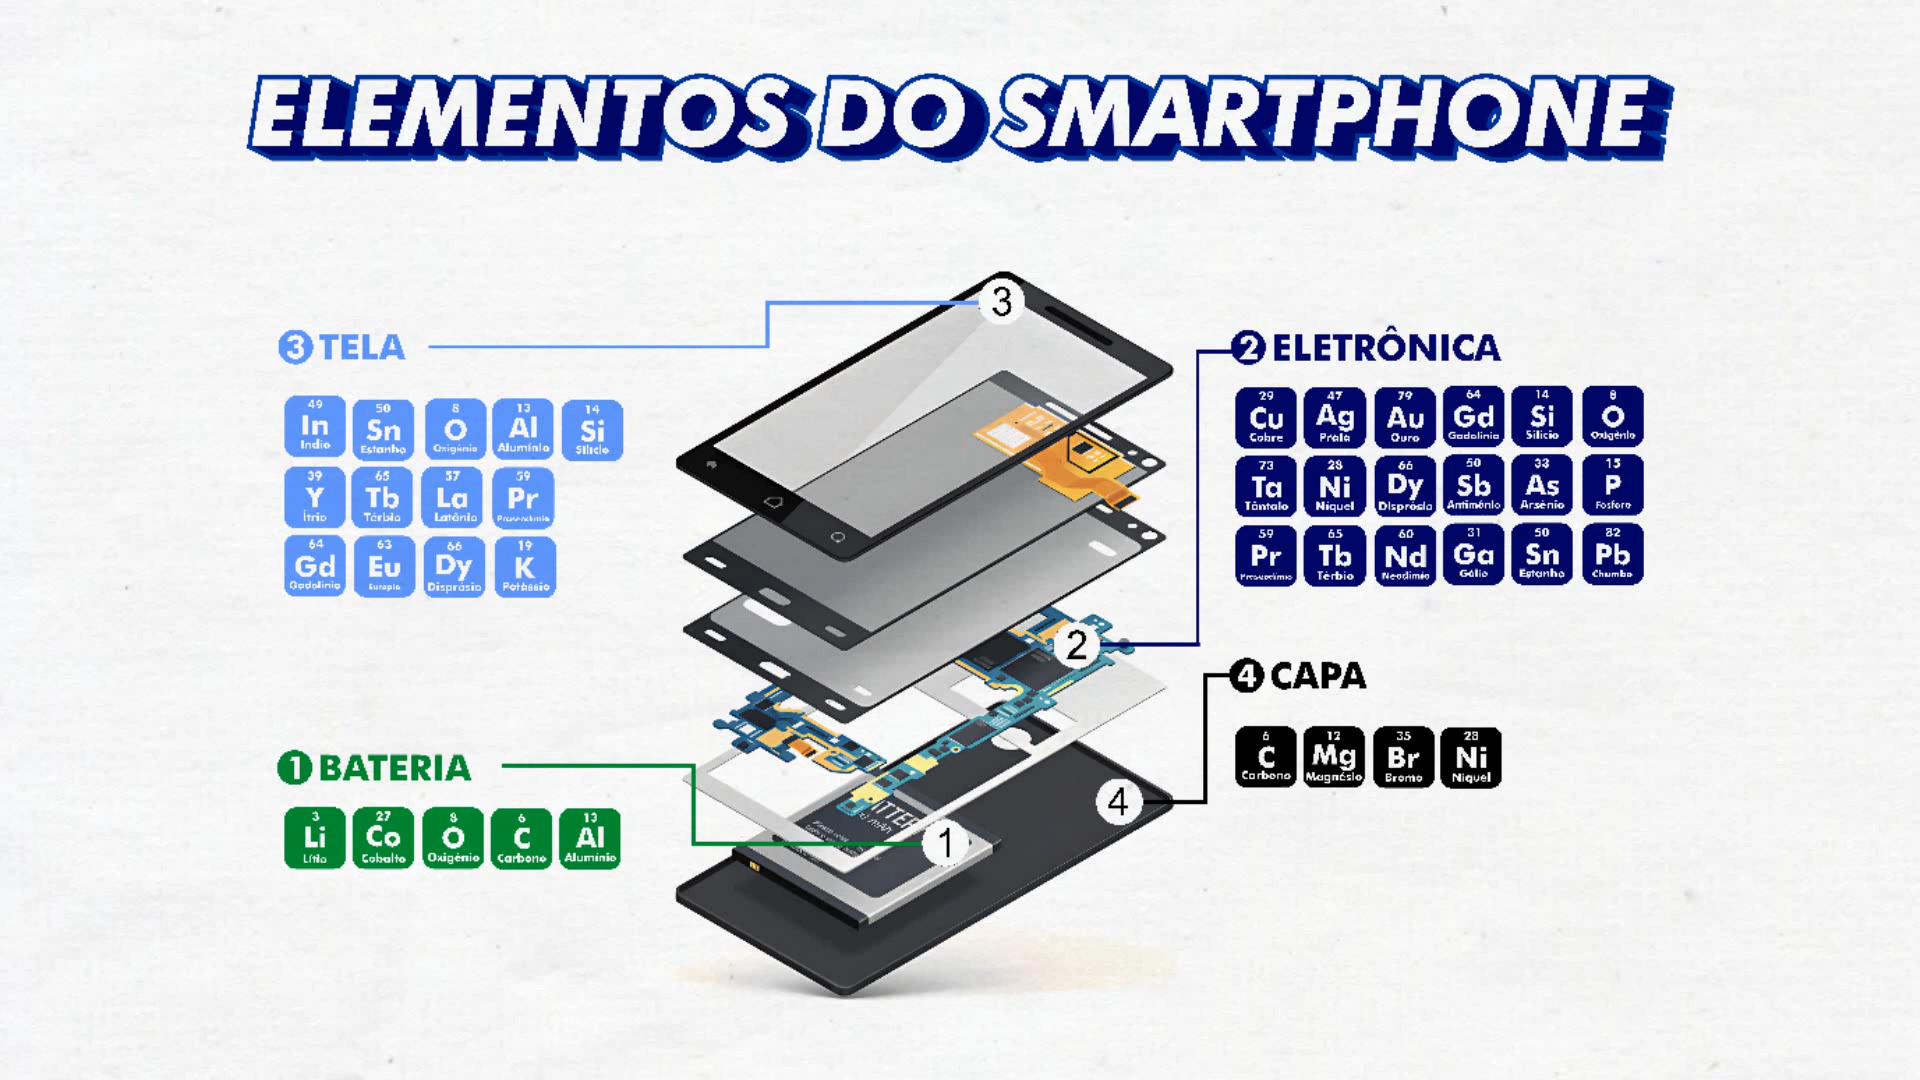 ELEMENTOS DO SMARTPHONE
3 TELA
49 In Indio
50 Sn Estanho
8 O Oxigênio
13 Al Alumínio
14 Si Silício
39 Y Ítrio
65 Tb Térbio
57 La Latânio
59 Pr
64 Gd Gadolínio
63 Eu Európio
66 Dy Disprósio
19 K Potássio
1 BATERIA
3 Li Lítio
27 Co Cobalto
8 O Oxigênio
6 C Carbono
13 Al Alumínio
3
2
1
4
2 ELETRÔNICA
29 Cu Cobre
47 Ag Prata
79 Au Ouro
64 Gd Gadolínio
14 Si Silício
8 O Oxigênio
73 Ta Tântalo
28 Ni Níquel
66 Dy Disprósio
50 Sb Antimônio
33 As Arsênio
15 P Fósforo
59 Pr
65 Tb Térbio
60 Nd Neodímio
31 Ga Gálio
50 Sn Estanho
82 Pb Chumbo
4 CAPA
6 C Carbono
12 Mg Magnésio
35 Br Bromo
28 Ni Níquel